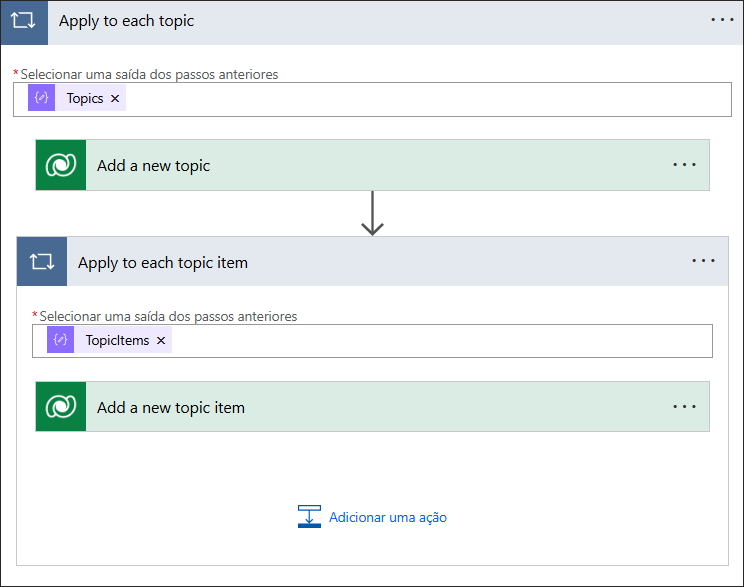 Apply to each topic
*Selecionar uma saída dos passos anteriores
Topics
Add a new topic
Apply to each topic item
*Selecionar uma saída dos passos anteriores
TopicItems
Add a new topic item
Adicionar uma ação